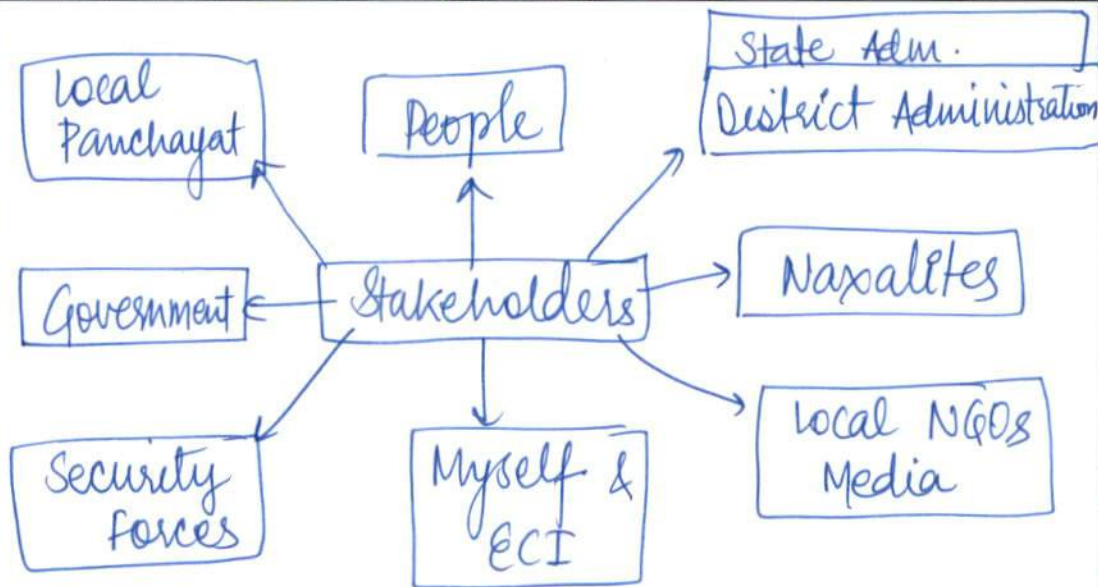 Local
Panchayat
People
State Adm.
District Administration
Government
Stakeholders
Naxalites
Security
forces
Myself &
ECI
Local NGOs
Media